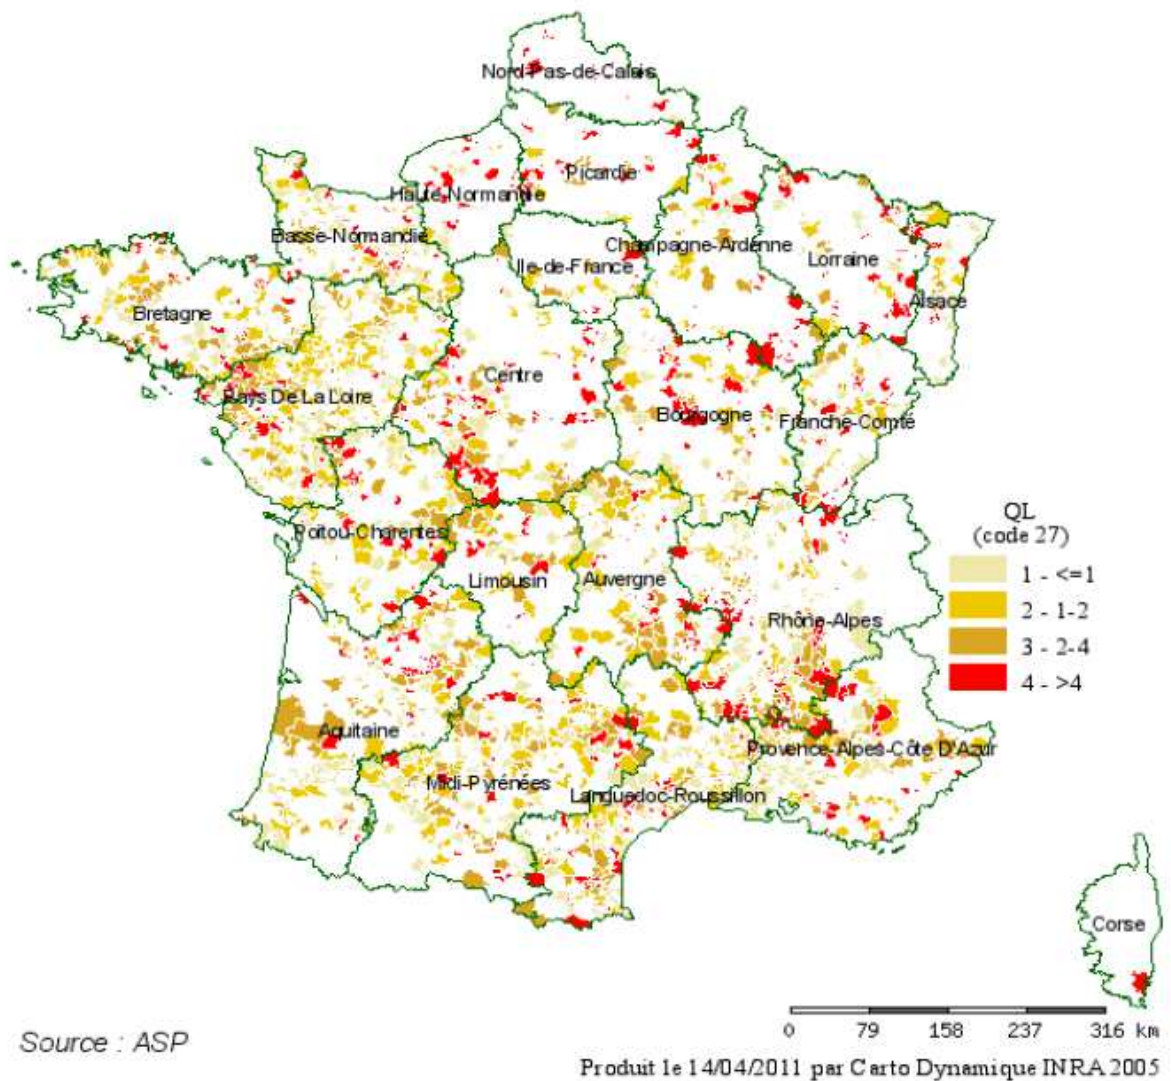 Nord-Pas-de-Calais
Picardie
Haute-Normandie
Basse-Normandie
Champagne-Ardenne
Ile-de-France
Lorraine
Alsace
Bretagne
Centre
Pays De La Loire
Bourgogne
Franche-Comté
QL
(code 27)
1 - <=1
2 - 1-2
3 - 2-4
4 - >4
Poitou-Charentes
Limousin
Auvergne
Rhône-Alpes
Aquitaine
Provence-Alpes-Côte D'Azur
Midi-Pyrénées
Languedoc-Roussillon
Corse
0 79 158 237 316 km
Source : ASP
Produit le 14/04/2011 par Carto Dynamique INRA 2005